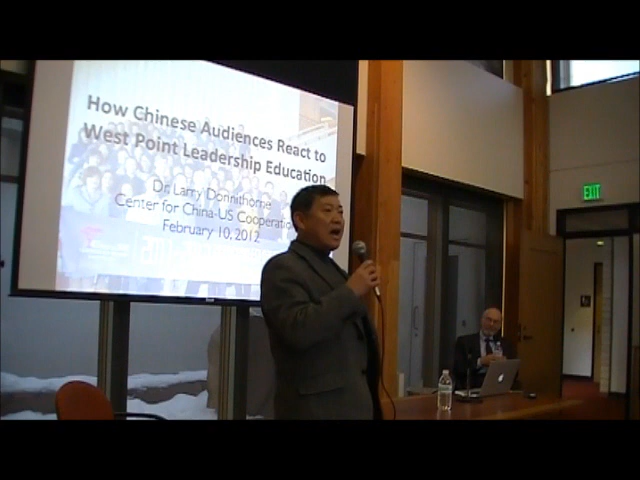 How Chinese Audiences React to
West Point Leadership Education
Dr. Larry Donnithorne
Center for China-US Cooperation
February 10, 2012
EXIT